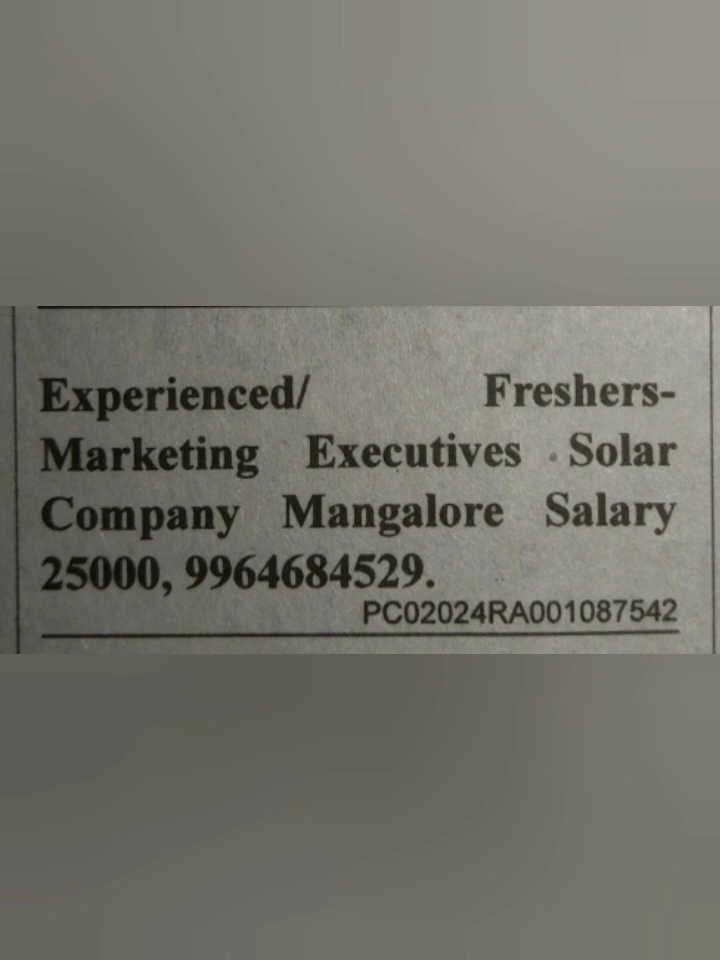 Experienced/ Freshers-
Marketing Executives Solar
Company Mangalore Salary
25000, 9964684529.
PC02024RA001087542